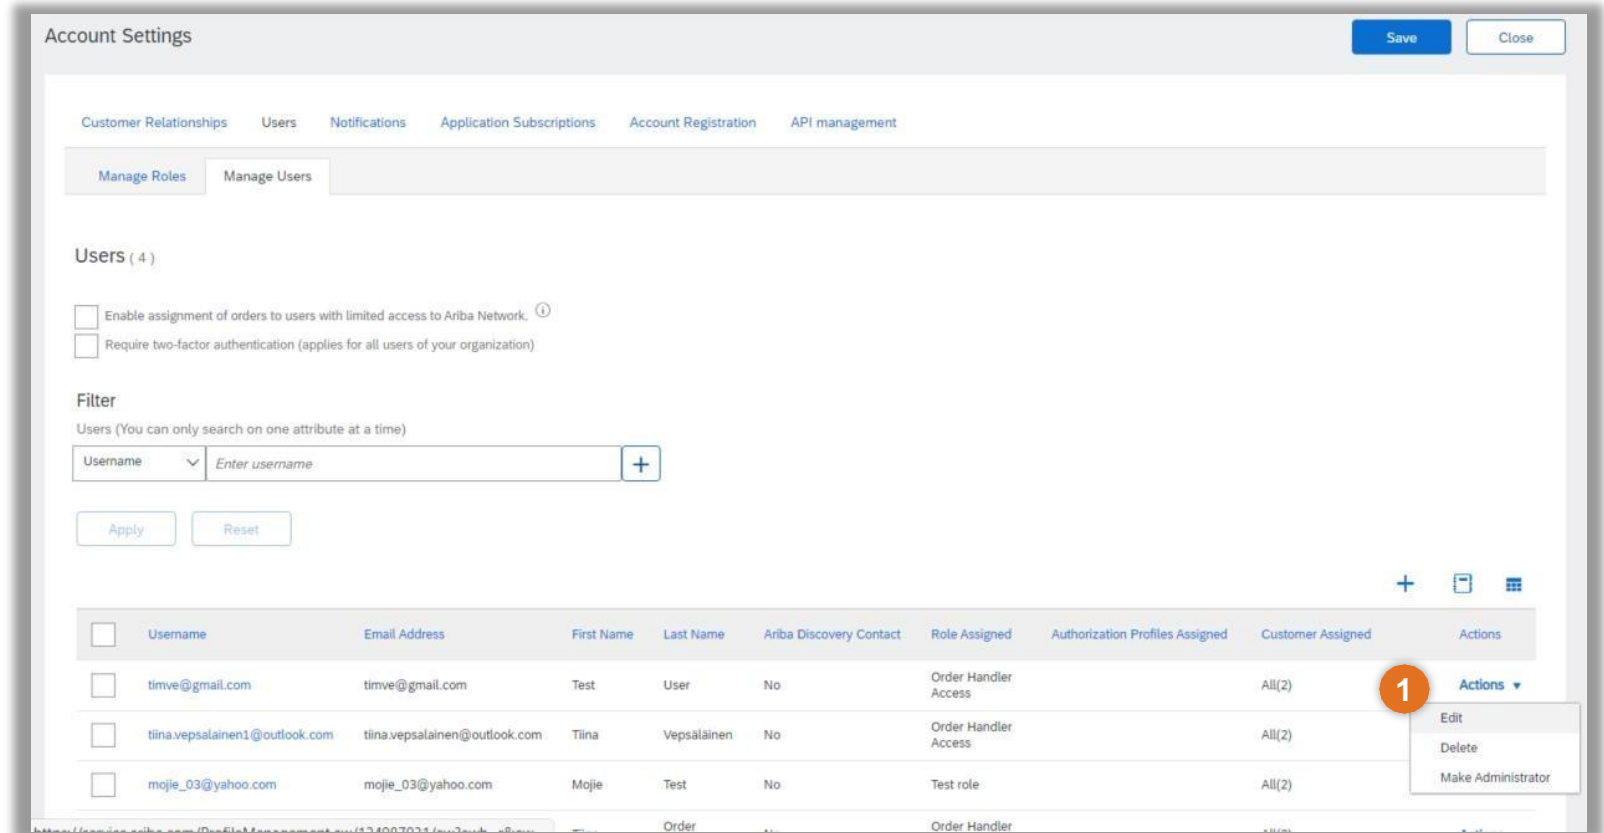 Account Settings
Save
Close
Customer Relationships Users Notifications Application Subscriptions Account Registration API management
Manage Roles Manage Users
Users ( 4 )
Enable assignment of orders to users with limited access to Ariba Network. i
Require two-factor authentication (applies for all users of your organization)
Filter
Users (You can only search on one attribute at a time)
Username Enter username +
Apply Reset
Username Email Address First Name Last Name Ariba Discovery Contact Role Assigned Authorization Profiles Assigned Customer Assigned Actions
timve@gmail.com timve@gmail.com Test User No Order Handler Access All(2) 1 Actions
Edit
tiina.vepsalainen1@outlook.com tiina.vepsalainen@outlook.com Tiina Vepsäläinen No Order Handler Access All(2)
Delete
Make Administrator
mojie_03@yahoo.com mojie_03@yahoo.com Mojie Test No Test role All(2)
Order Order Handler